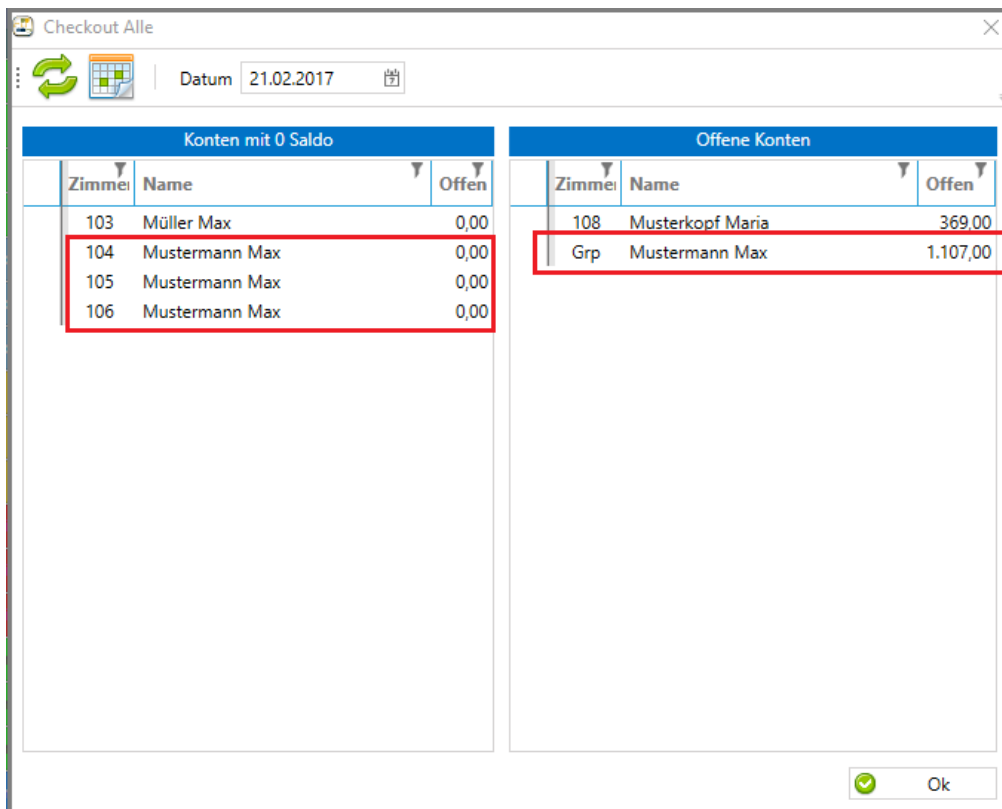 Checkout Alle
Datum 21.02.2017
Konten mit 0 Saldo
Zimmer Name Offen
103 Müller Max 0,00
104 Mustermann Max 0,00
105 Mustermann Max 0,00
106 Mustermann Max 0,00
Offene Konten
Zimmer Name Offen
108 Musterkopf Maria 369,00
Grp Mustermann Max 1.107,00
Ok